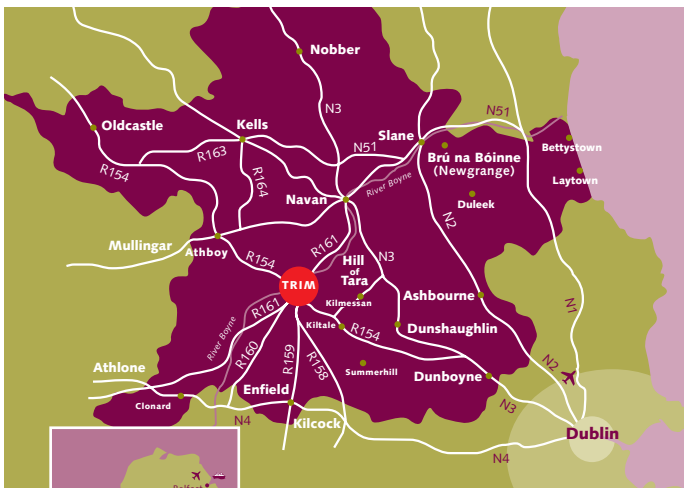 Nobber
N3
N51
Oldcastle
Kells
Slane
R163
N51
Bettystown
Brú na Bóinne
(Newgrange)
R154
R164
River Boyne
Laytown
Navan
Duleek
N2
Mullingar
Athboy
R161
R154
N3
Hill
of
Tara
TRIM
Kilmessan
Ashbourne
R161
N1
Kiltale
R154
Dunshaughlin
River Boyne
R160
R159
R158
Athlone
Summerhill
N2
Dunboyne
Enfield
Clonard
N3
N4
Kilcock
Dublin
N4
Belfast